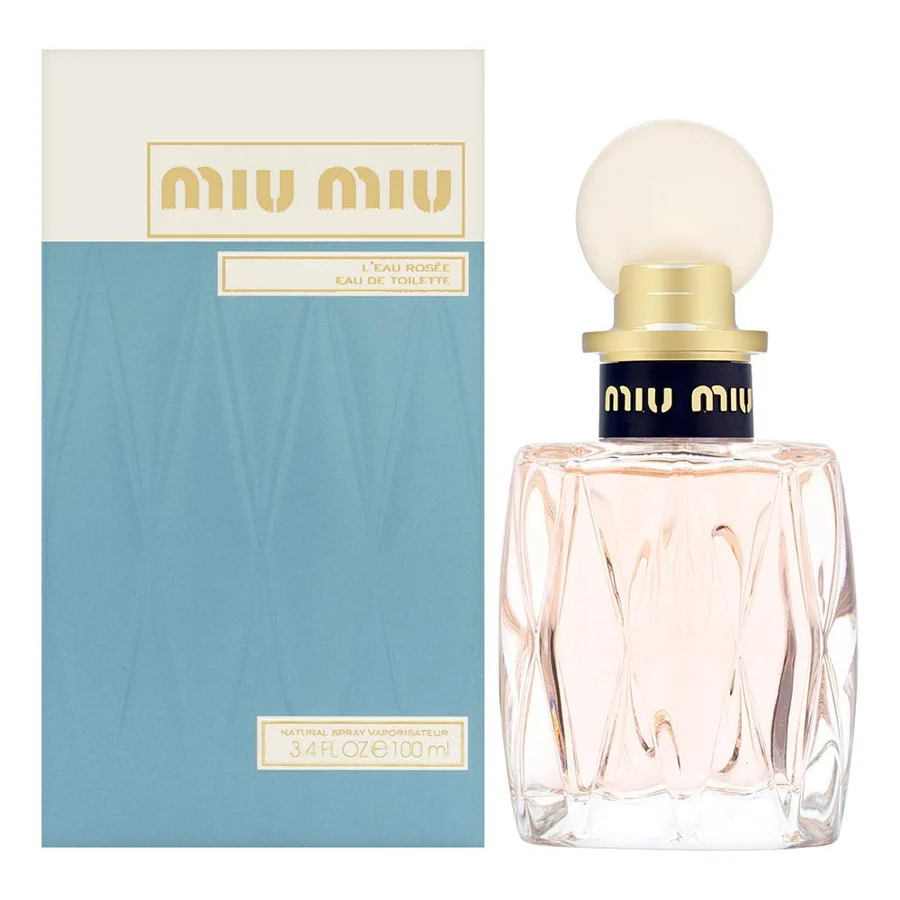 miu miu
L'EAU ROSÉE
EAU DE TOILETTE
NATURAL SPRAY VAPORISATEUR
3.4 FL OZ e 100 ml
miu miu